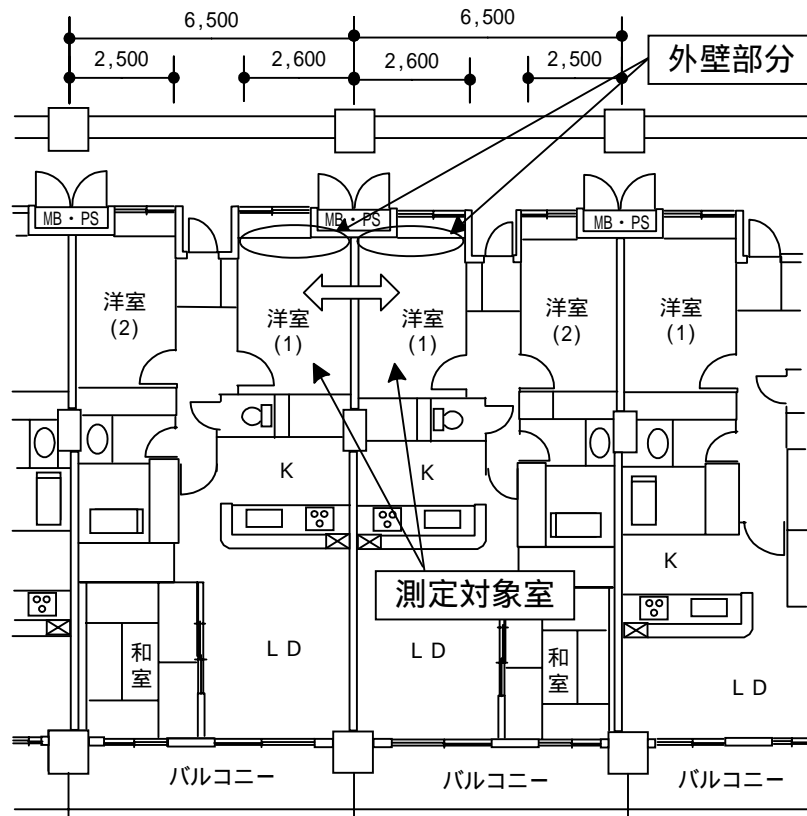 6,500
6,500
2,500
2,600
2,600
2,500
外壁部分
MB・PS
MB・PS
MB・PS
洋室
(2)
洋室
(1)
洋室
(1)
洋室
(2)
洋室
(1)
K
K
K
測定対象室
和室
LD
LD
和室
LD
バルコニー
バルコニー
バルコニー